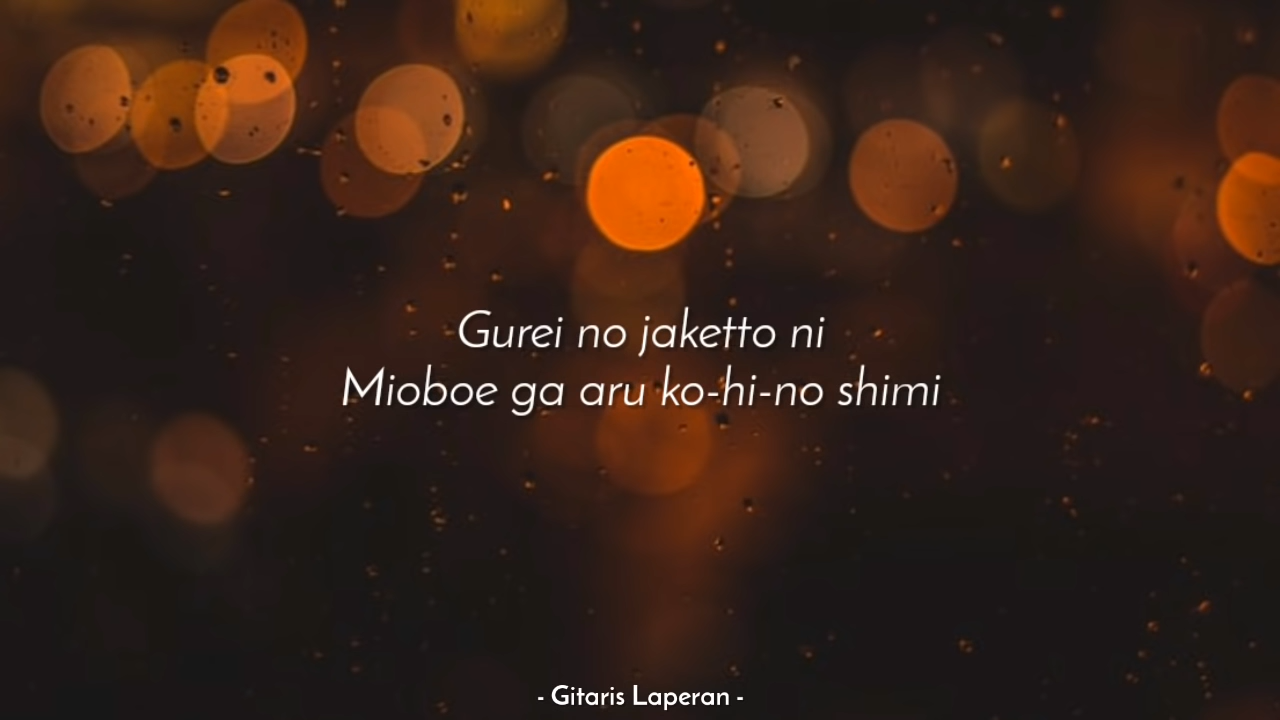 Gurei no jaketto ni
Mioboe ga aru ko-hi-no shimi
- Gitaris Laperan -